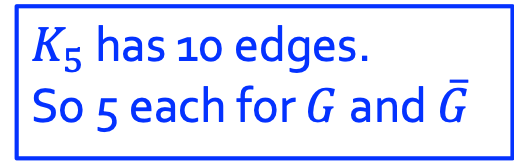 K₅ has 10 edges.
So 5 each for G and G̅